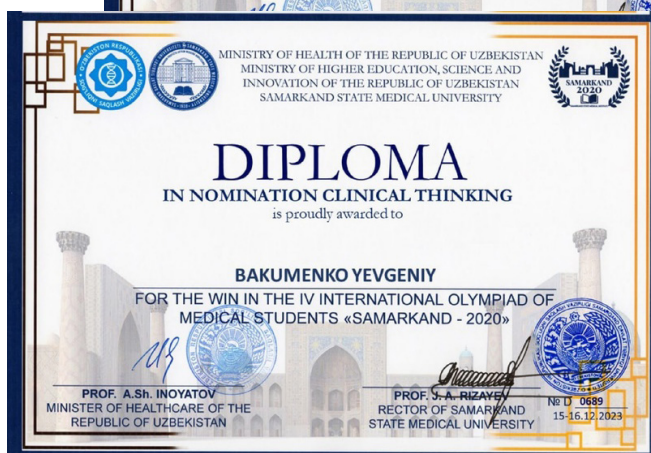 MINISTRY OF HEALTH OF THE REPUBLIC OF UZBEKISTAN
MINISTRY OF HIGHER EDUCATION, SCIENCE AND
INNOVATION OF THE REPUBLIC OF UZBEKISTAN
SAMARKAND STATE MEDICAL UNIVERSITY
SAMARKAND
2020
DIPLOMA
IN NOMINATION CLINICAL THINKING
is proudly awarded to
BAKUMENKO YEVGENIY
FOR THE WIN IN THE IV INTERNATIONAL OLYMPIAD OF
MEDICAL STUDENTS «SAMARKAND - 2020»
PROF. A.Sh. INOYATOV
MINISTER OF HEALTHCARE OF THE
REPUBLIC OF UZBEKISTAN
PROF. J. A. RIZAYEV
RECTOR OF SAMARKAND
STATE MEDICAL UNIVERSITY
№ D 0689
15-16.12.2023